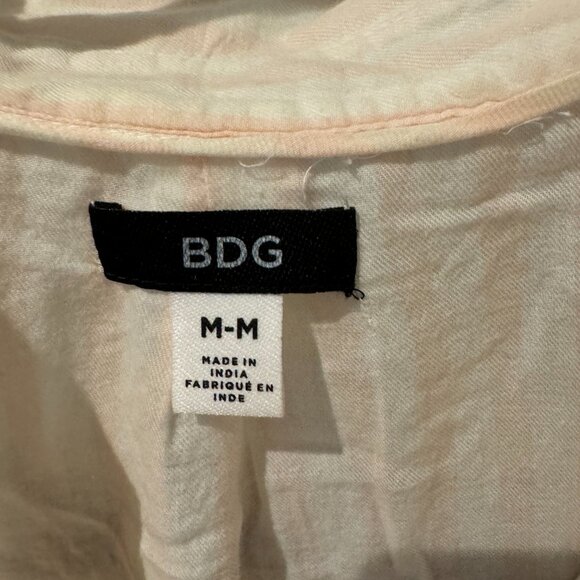 BDG
M-M
MADE IN
INDIA
FABRIQUÉ EN
INDE